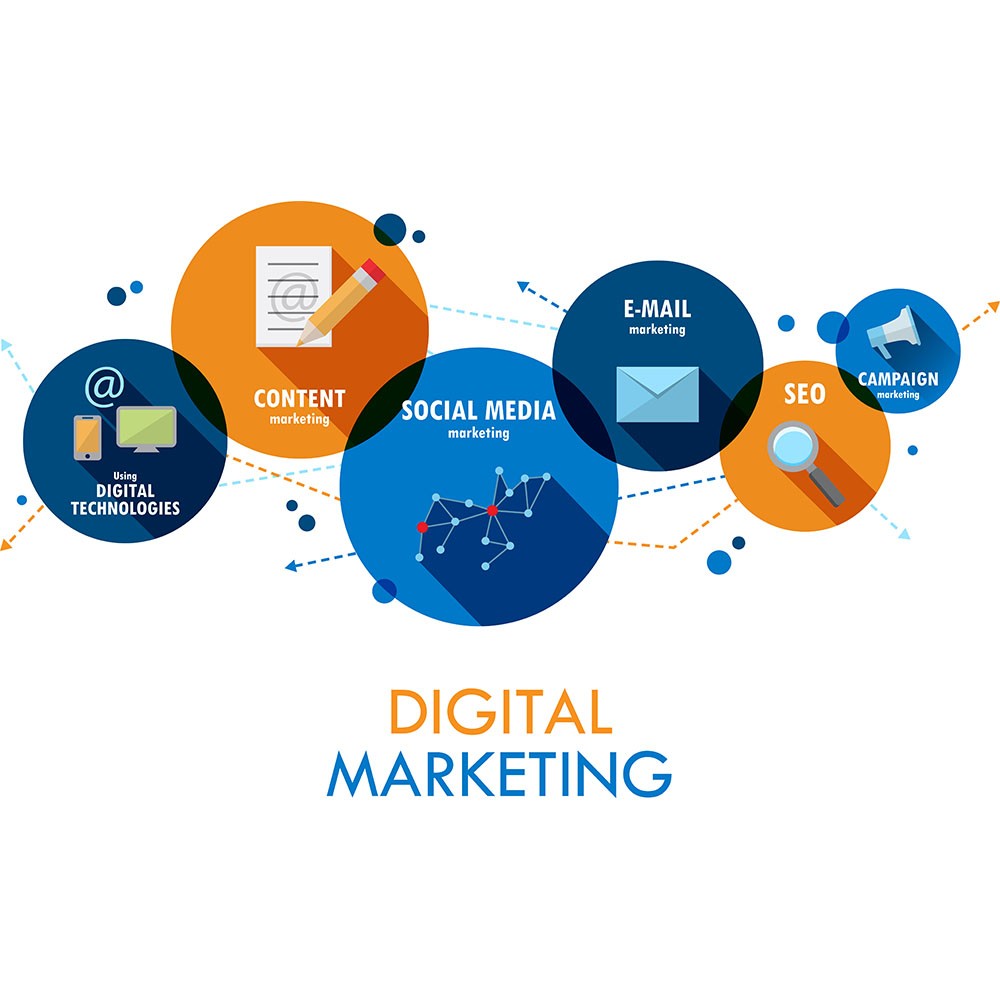 @
Using
DIGITAL
TECHNOLOGIES
@
CONTENT
marketing
SOCIAL MEDIA
marketing
E-MAIL
marketing
SEO
CAMPAIGN
marketing
DIGITAL
MARKETING